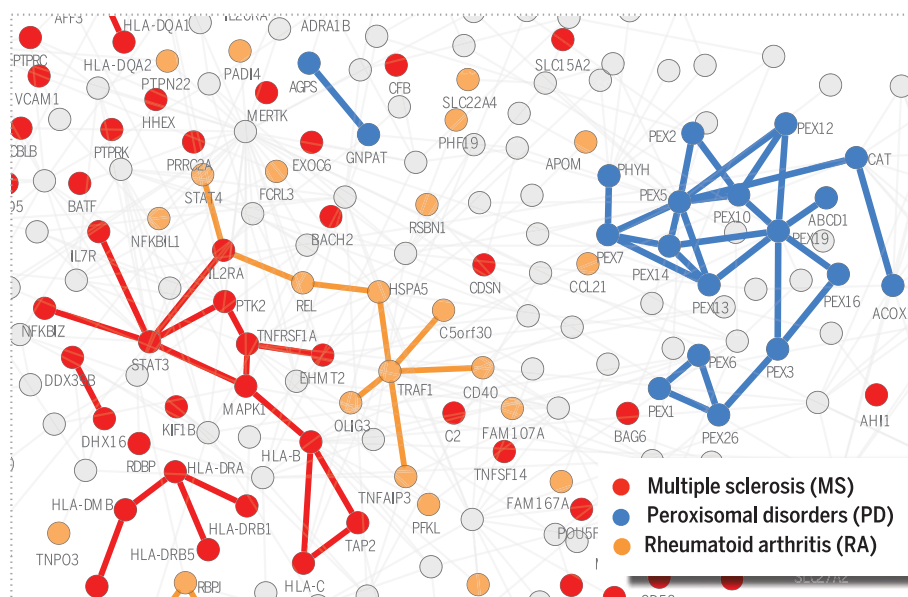 AFF3
HLA-DQA1
IL20RA
ADRA1B
PTPRC
HLA-DQA2
PTPN22
PADI4
AGPS
CFB
SLC15A2
VCAM1
HHEX
MERTK
SLC22A4
CBLB
PTPRK
PRRC2A
EXOC6
GNPAT
PHF19
APOM
PEX2
PEX12
PHYH
CAT
BATF
STAT4
FCRL3
PEX5
PEX10
ABCD1
NFKBIL1
BACH2
RSBN1
PEX19
IL7R
IL2RA
PEX7
PEX14
CCL21
CDSN
PEX13
PEX16
ACOX
REL
HSPA5
PTK2
NFKBIZ
C5orf30
TNFRSF1A
STAT3
EHMT2
PEX6
PEX3
DDX39B
TRAF1
CD40
MAPK1
OLIG3
PEX1
PEX26
AHI1
DHX16
KIF1B
C2
FAM107A
BAG6
RDBP
HLA-B
HLA-DRA
TNFSF14
HLA-DMB
TNFAIP3
FAM167A
HLA-DRB1
PFKL
TAP2
HLA-DRB5
TNPO3
HLA-C
RBPJ
Multiple sclerosis (MS)
Peroxisomal disorders (PD)
Rheumatoid arthritis (RA)
SLC27A2